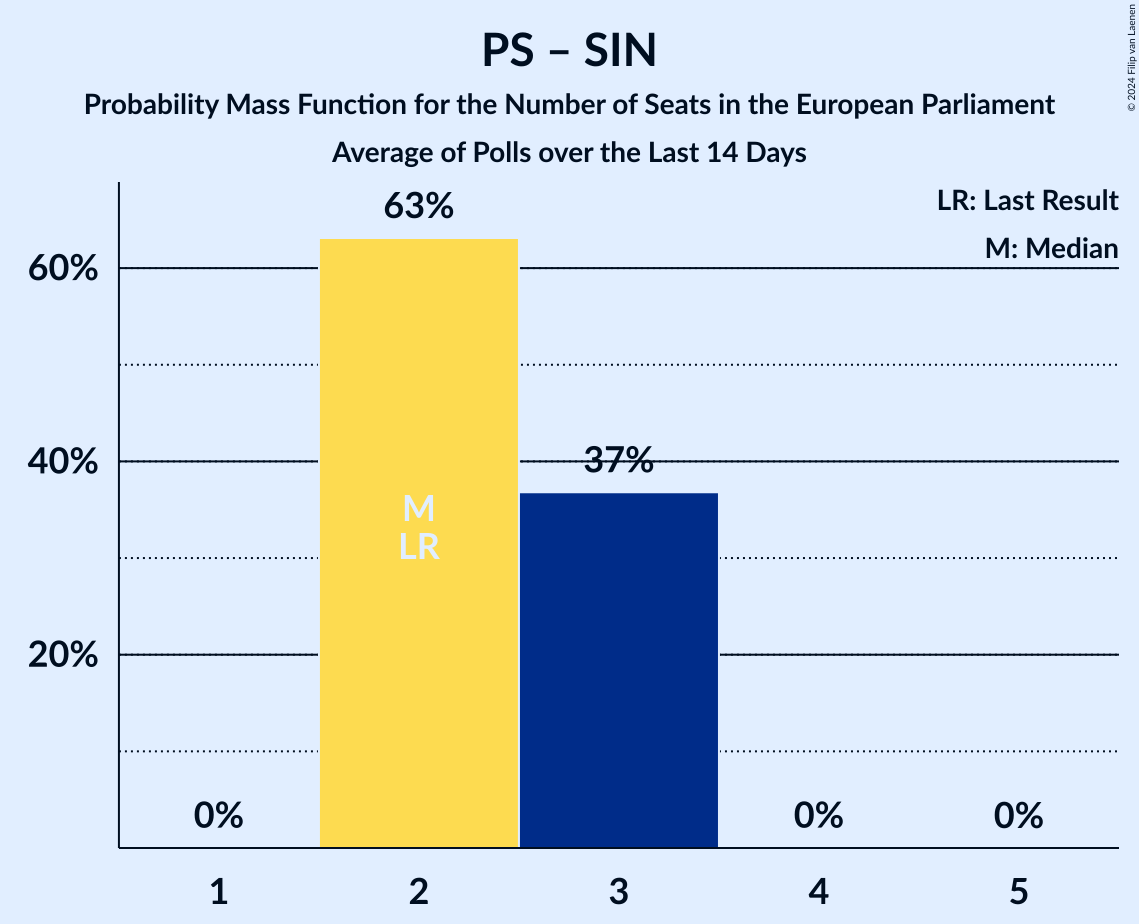 PS – SIN
Probability Mass Function for the Number of Seats in the European Parliament
Average of Polls over the Last 14 Days
© 2024 Filip van Laenen
LR: Last Result
M: Median
63%
60%
40%
37%
M
LR
20%
0%
0%
0%
1
2
3
4
5